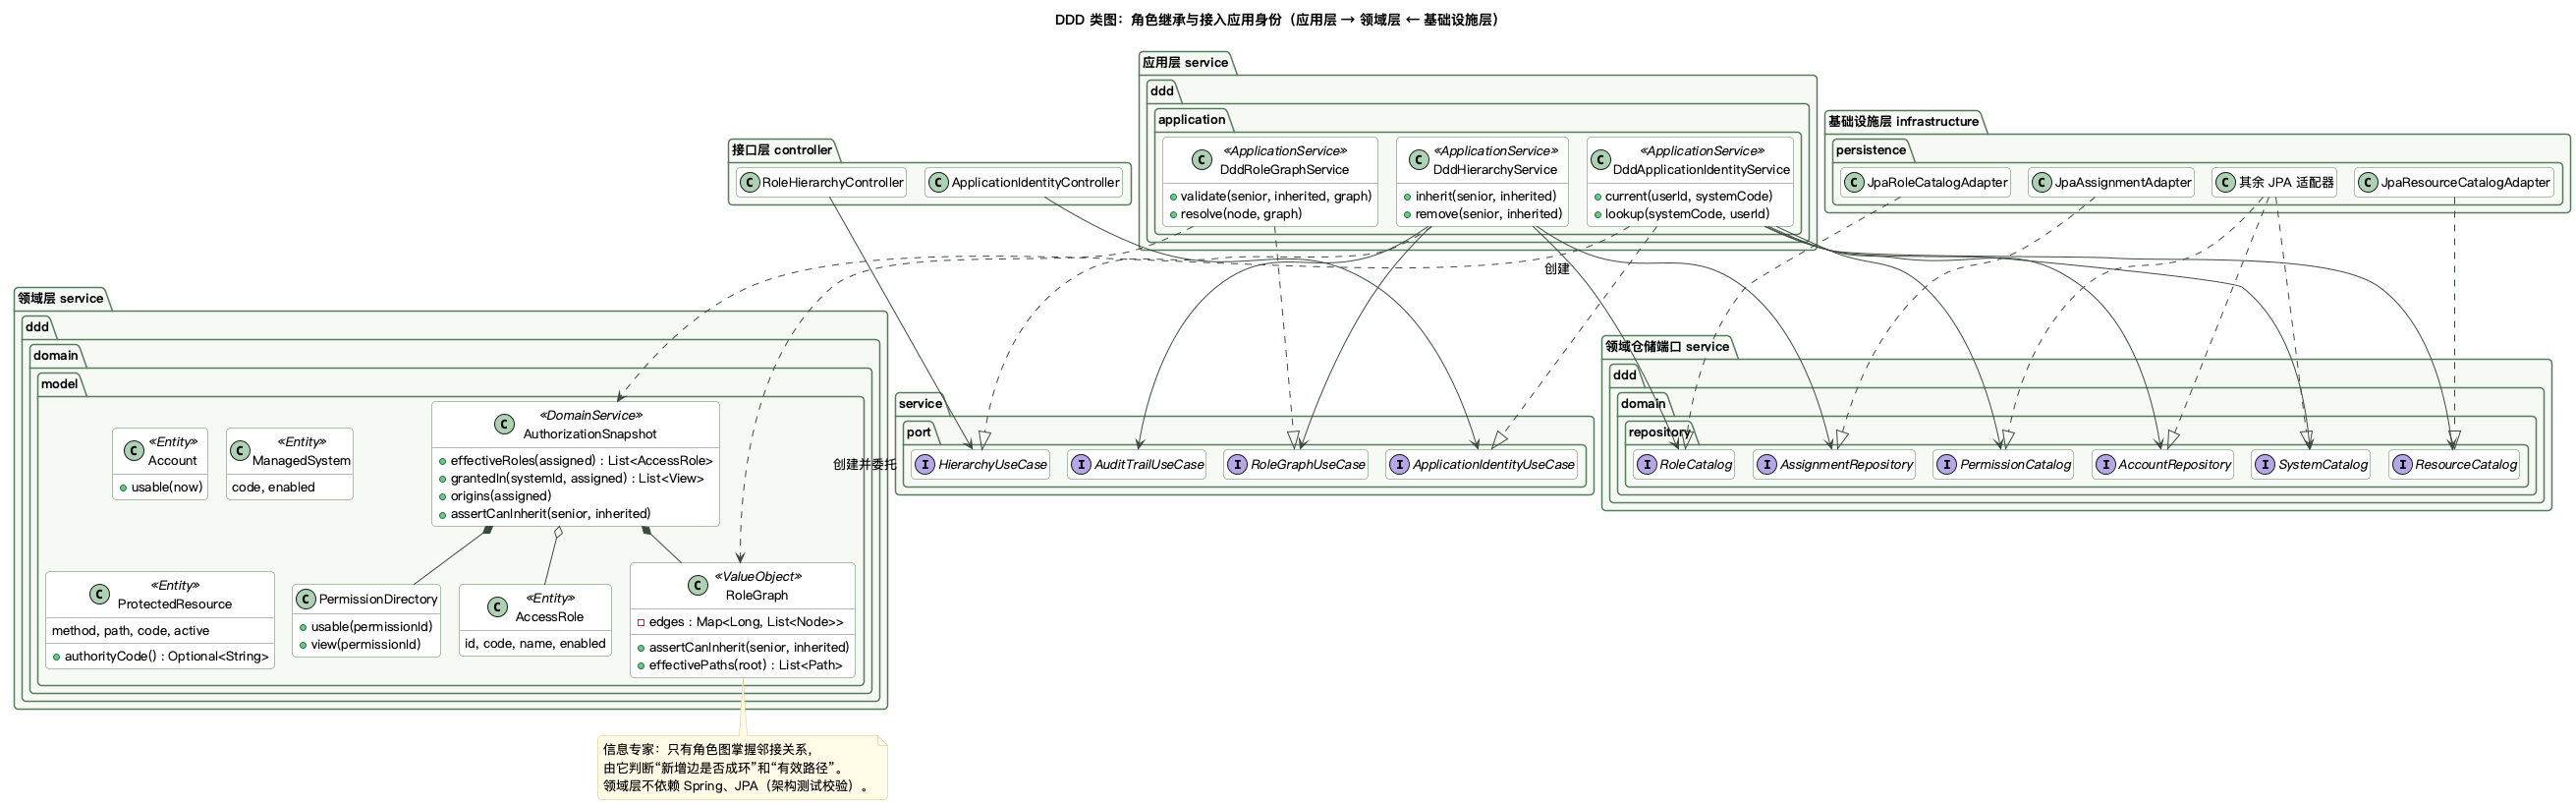 DDD 类图：角色继承与接入应用身份（应用层 → 领域层 ← 基础设施层）
应用层 service
ddd
application
C
«ApplicationService»
DddRoleGraphService
validate(senior, inherited, graph)
resolve(node, graph)
C
«ApplicationService»
DddHierarchyService
inherit(senior, inherited)
remove(senior, inherited)
C
«ApplicationService»
DddApplicationIdentityService
current(userId, systemCode)
lookup(systemCode, userId)
基础设施层 infrastructure
persistence
C JpaRoleCatalogAdapter
C JpaAssignmentAdapter
C 其余 JPA 适配器
C JpaResourceCatalogAdapter
接口层 controller
C RoleHierarchyController
C ApplicationIdentityController
创建
领域层 service
ddd
domain
model
C
«Entity»
Account
usable(now)
C
«Entity»
ManagedSystem
code, enabled
C
«DomainService»
AuthorizationSnapshot
effectiveRoles(assigned) : List<AccessRole>
grantedIn(systemId, assigned) : List<View>
origins(assigned)
assertCanInherit(senior, inherited)
C
«Entity»
ProtectedResource
method, path, code, active
authorityCode() : Optional<String>
C PermissionDirectory
usable(permissionId)
view(permissionId)
C
«Entity»
AccessRole
id, code, name, enabled
C
«ValueObject»
RoleGraph
edges : Map<Long, List<Node>>
assertCanInherit(senior, inherited)
effectivePaths(root) : List<Path>
创建并委托
service
port
I HierarchyUseCase
I AuditTrailUseCase
I RoleGraphUseCase
I ApplicationIdentityUseCase
领域仓储端口 service
ddd
domain
repository
I RoleCatalog
I AssignmentRepository
I PermissionCatalog
I AccountRepository
I SystemCatalog
I ResourceCatalog
信息专家：只有角色图掌握邻接关系，
由它判断“新增边是否成环”和“有效路径”。
领域层不依赖 Spring、JPA（架构测试校验）。